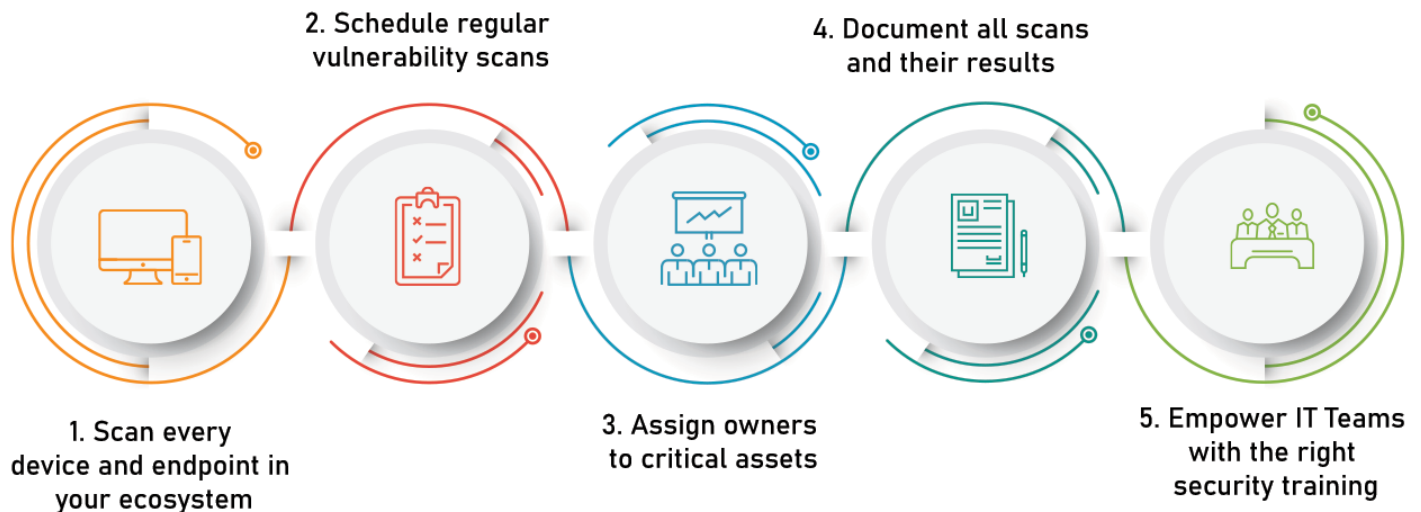 1. Scan every
device and endpoint in
your ecosystem
2. Schedule regular
vulnerability scans
3. Assign owners
to critical assets
4. Document all scans
and their results
5. Empower IT Teams
with the right
security training